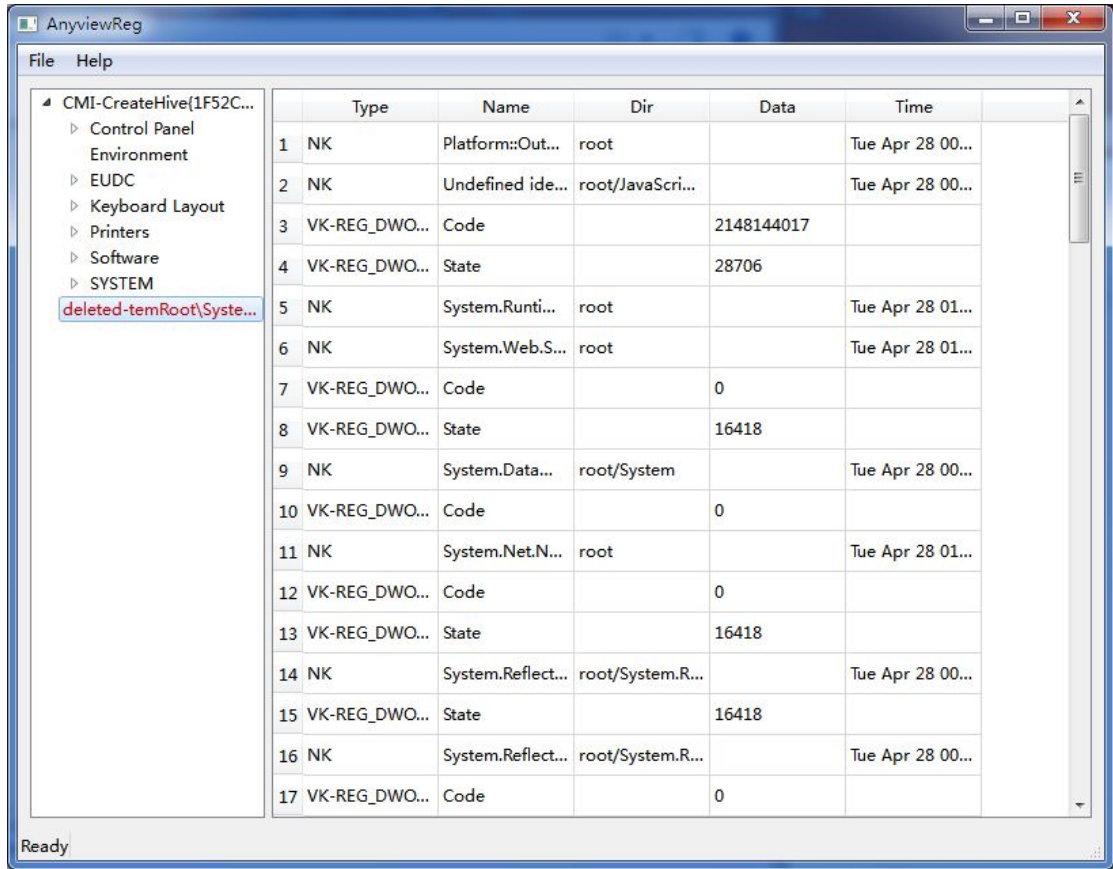 AnyviewReg
File Help
CMI-CreateHive{1F52C...
Control Panel
Environment
EUDC
Keyboard Layout
Printers
Software
SYSTEM
deleted-temRoot\Syste...
Type Name Dir Data Time
1 NK Platform::Out... root Tue Apr 28 00...
2 NK Undefined ide... root/JavaScri... Tue Apr 28 00...
3 VK-REG_DWO... Code 2148144017
4 VK-REG_DWO... State 28706
5 NK System.Runti... root Tue Apr 28 01...
6 NK System.Web.S... root Tue Apr 28 01...
7 VK-REG_DWO... Code 0
8 VK-REG_DWO... State 16418
9 NK System.Data... root/System Tue Apr 28 00...
10 VK-REG_DWO... Code 0
11 NK System.Net.N... root Tue Apr 28 01...
12 VK-REG_DWO... Code 0
13 VK-REG_DWO... State 16418
14 NK System.Reflect... root/System.R... Tue Apr 28 00...
15 VK-REG_DWO... State 16418
16 NK System.Reflect... root/System.R... Tue Apr 28 00...
17 VK-REG_DWO... Code 0
Ready